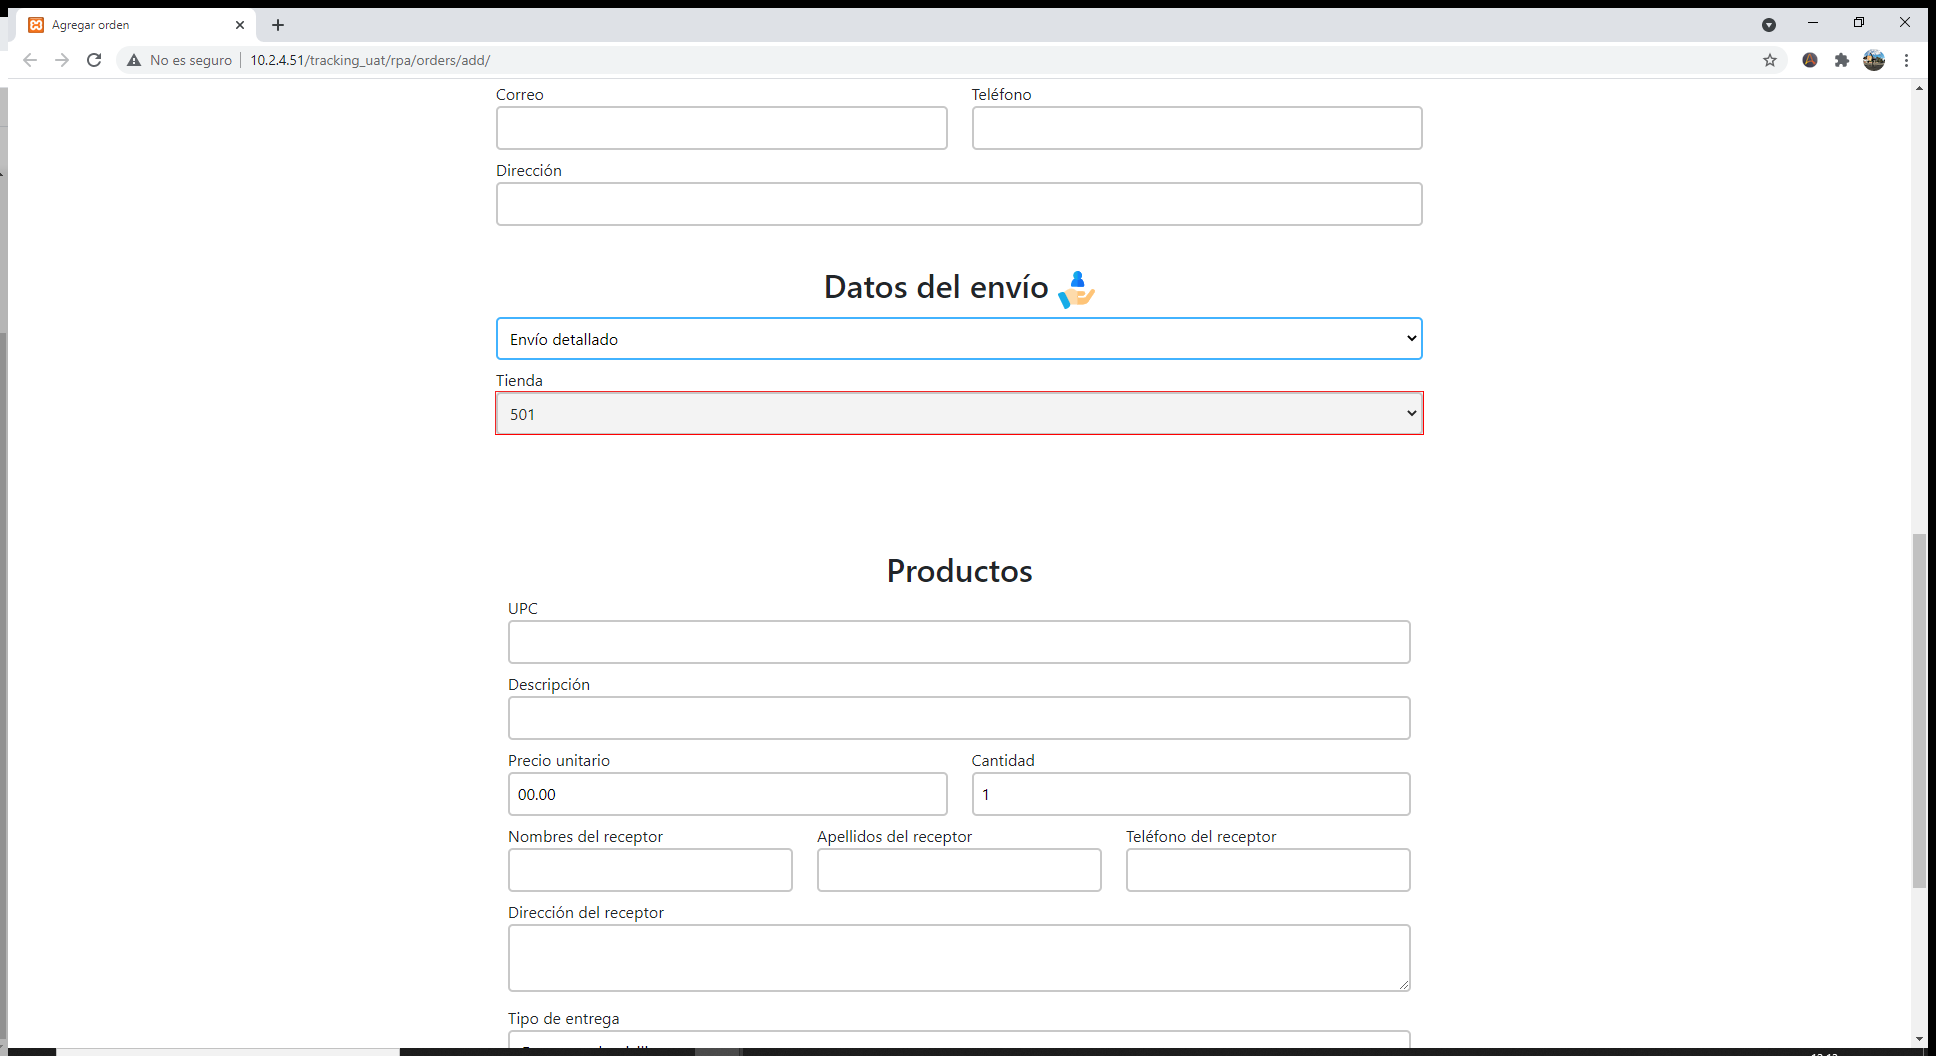 Agregar orden
No es seguro | 10.2.4.51/tracking_uat/rpa/orders/add/
Correo Teléfono
Dirección
Datos del envío
Envío detallado
Tienda
501
Productos
UPC
Descripción
Precio unitario Cantidad
00.00 1
Nombres del receptor Apellidos del receptor Teléfono del receptor
Dirección del receptor
Tipo de entrega